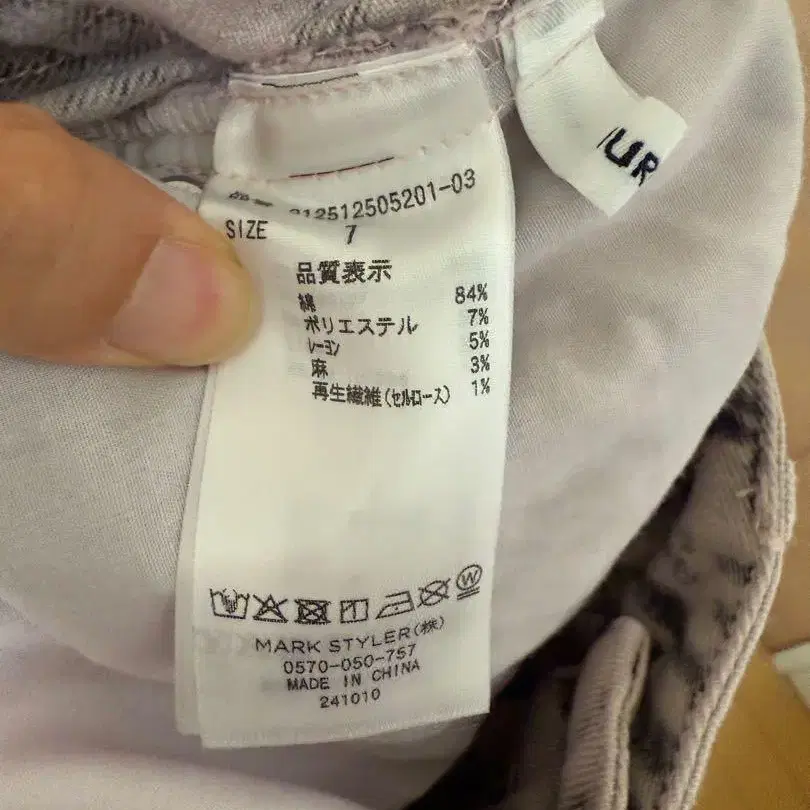 212512505201-03
SIZE 7
品質表示
綿 84%
ポリエステル 7%
レーヨン 5%
麻 3%
再生繊維(セルロース) 1%
W
MARK STYLER(株)
0570-050-757
MADE IN CHINA
241010
UR